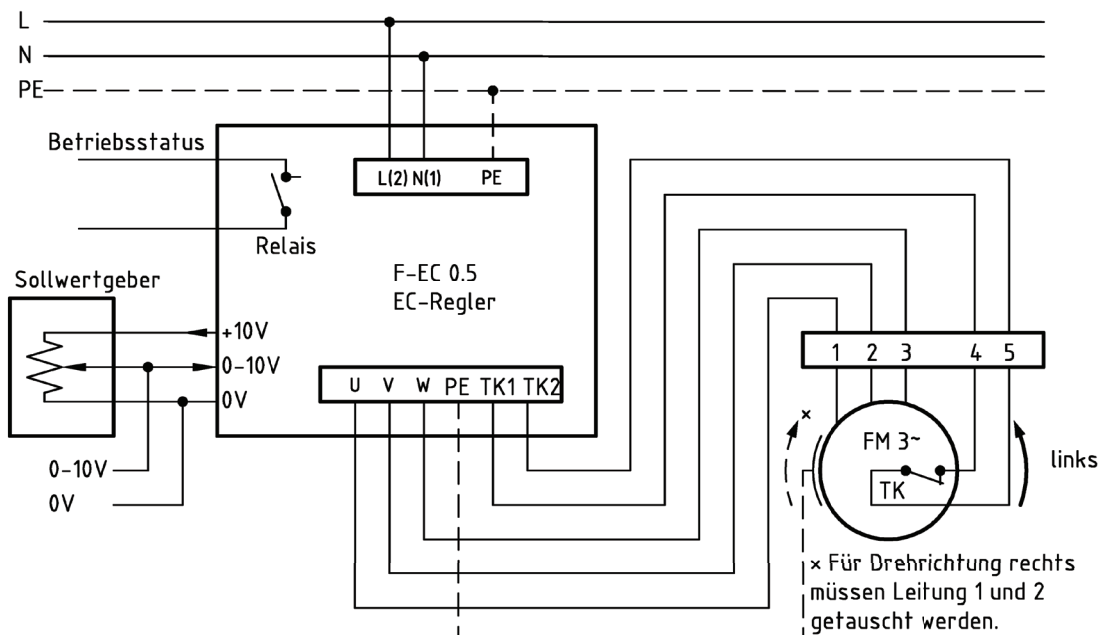 L
N
PE
Betriebsstatus
L(2) N(1) PE
Relais
Sollwertgeber
F-EC 0.5
EC-Regler
+10V
0-10V
0V
U V W PE TK1 TK2
0-10V
0V
1 2 3 4 5
×
FM 3~
TK
links
× Für Drehrichtung rechts
müssen Leitung 1 und 2
getauscht werden.